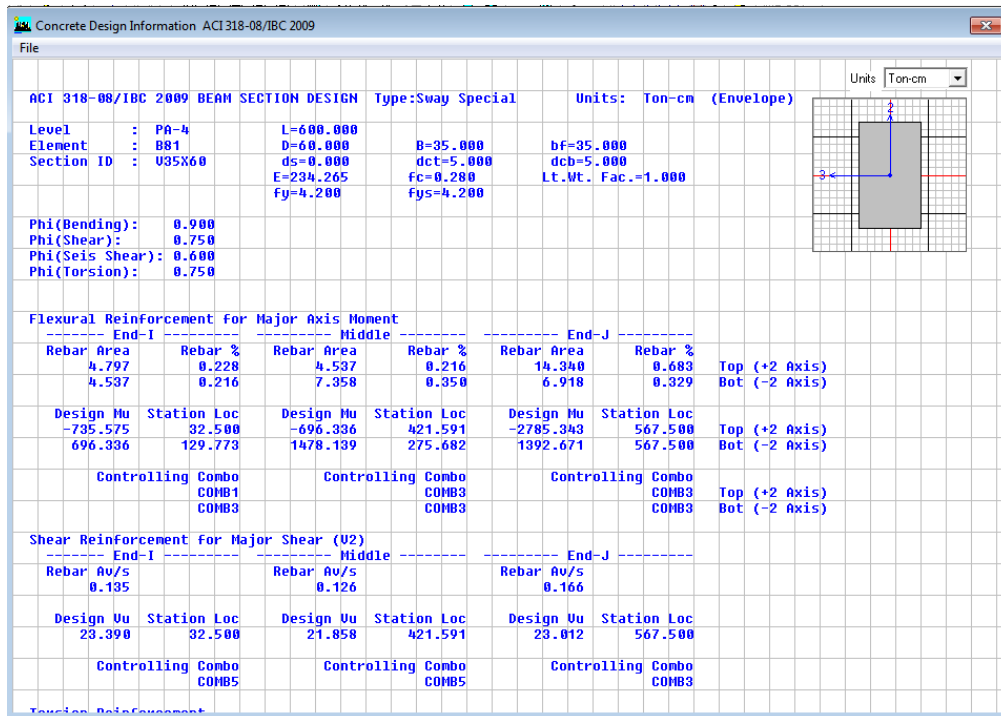 Concrete Design Information ACI 318-08/IBC 2009
File
Units Ton-cm
ACI 318-08/IBC 2009 BEAM SECTION DESIGN Type:Sway Special Units: Ton-cm (Envelope)
Level : PA-4 L=600.000
Element : B81 D=60.000 B=35.000 bf=35.000
Section ID : V35X60 ds=0.000 dct=5.000 dcb=5.000
E=234.265 fc=0.280 Lt.Wt. Fac.=1.000
fy=4.200 fys=4.200
2
3
Phi(Bending): 0.900
Phi(Shear): 0.750
Phi(Seis Shear): 0.600
Phi(Torsion): 0.750
Flexural Reinforcement for Major Axis Moment
------- End-I --------- --------- Middle -------- --------- End-J ---------
Rebar Area Rebar % Rebar Area Rebar % Rebar Area Rebar %
4.797 0.228 4.537 0.216 14.340 0.683 Top (+2 Axis)
4.537 0.216 7.358 0.350 6.918 0.329 Bot (-2 Axis)
Design Mu Station Loc Design Mu Station Loc Design Mu Station Loc
-735.575 32.500 -696.336 421.591 -2785.343 567.500 Top (+2 Axis)
696.336 129.773 1478.139 275.682 1392.671 567.500 Bot (-2 Axis)
Controlling Combo Controlling Combo Controlling Combo
COMB1 COMB3 COMB3 Top (+2 Axis)
COMB3 COMB3 COMB3 Bot (-2 Axis)
Shear Reinforcement for Major Shear (V2)
------- End-I --------- --------- Middle -------- --------- End-J ---------
Rebar Av/s Rebar Av/s Rebar Av/s
0.135 0.126 0.166
Design Vu Station Loc Design Vu Station Loc Design Vu Station Loc
23.390 32.500 21.858 421.591 23.012 567.500
Controlling Combo Controlling Combo Controlling Combo
COMB5 COMB5 COMB3
Torsion Reinforcement